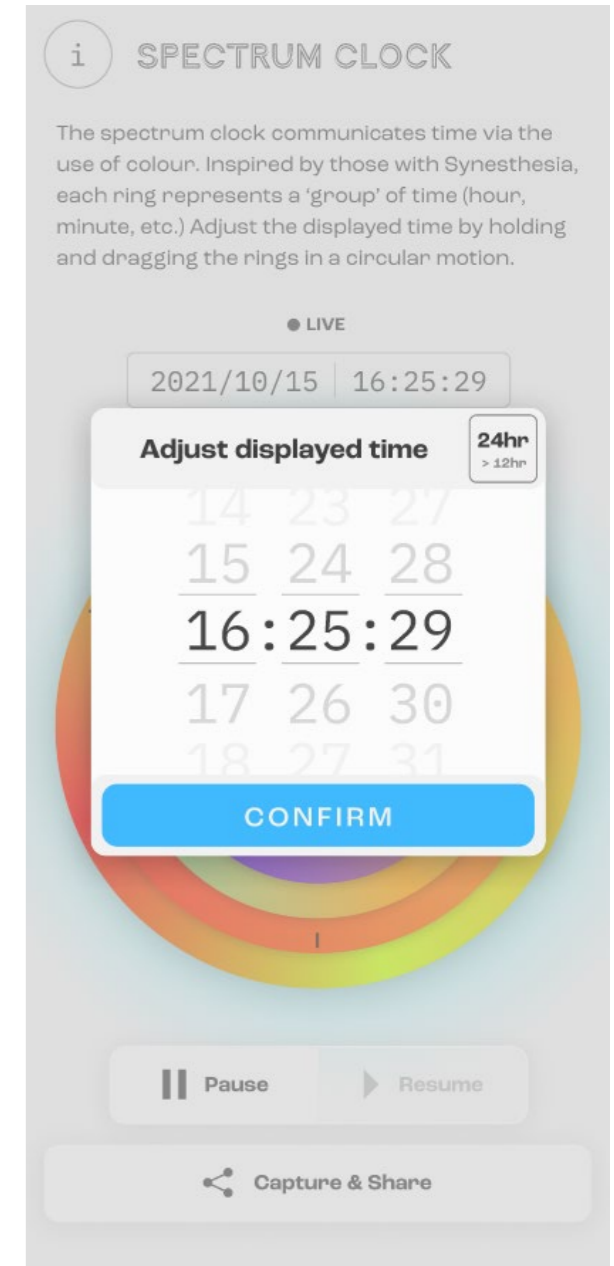 i SPECTRUM CLOCK
The spectrum clock communicates time via the
use of colour. Inspired by those with Synesthesia,
each ring represents a 'group' of time (hour,
minute, etc.) Adjust the displayed time by holding
and dragging the rings in a circular motion.
LIVE
2021/10/15 16:25:29
Adjust displayed time
24hr
> 12hr
14 23 27
15 24 28
16:25:29
17 26 30
18 27 31
CONFIRM
Pause Resume
Capture & Share